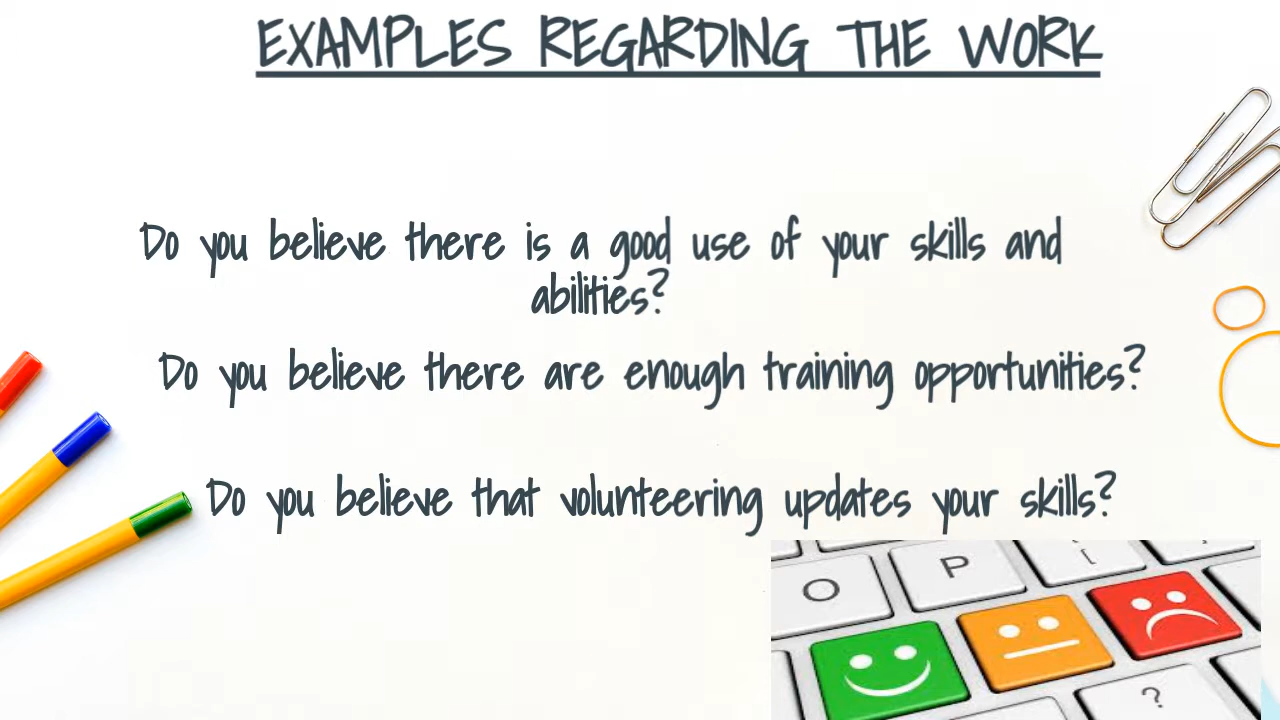 EXAMPLES REGARDING THE WORK
Do you believe there is a good use of your skills and
abilities?
Do you believe there are enough training opportunities?
Do you believe that volunteering updates your skills?
O P [
?